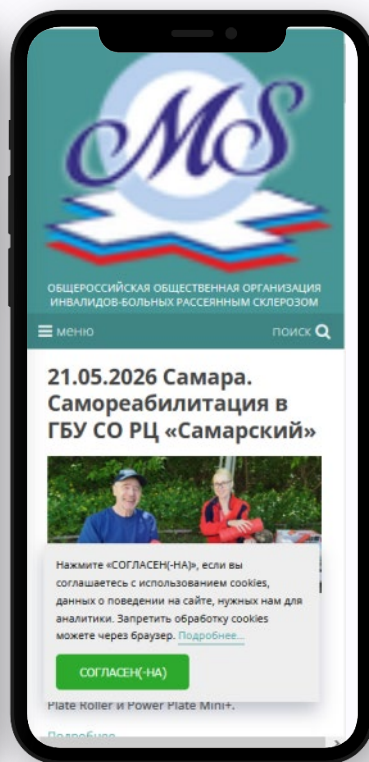 MS
ОБЩЕРОССИЙСКАЯ ОБЩЕСТВЕННАЯ ОРГАНИЗАЦИЯ
ИНВАЛИДОВ-БОЛЬНЫХ РАССЕЯННЫМ СКЛЕРОЗОМ
меню поиск
21.05.2026 Самара.
Самореабилитация в
ГБУ СО РЦ «Самарский»
Нажмите «СОГЛАСЕН(-НА)», если вы
соглашаетесь с использованием cookies,
данных о поведении на сайте, нужных нам для
аналитики. Запретить обработку cookies
можете через браузер. Подробнее...
СОГЛАСЕН(-НА)
Plate Roller и Power Plate Mini+.
Подробнее